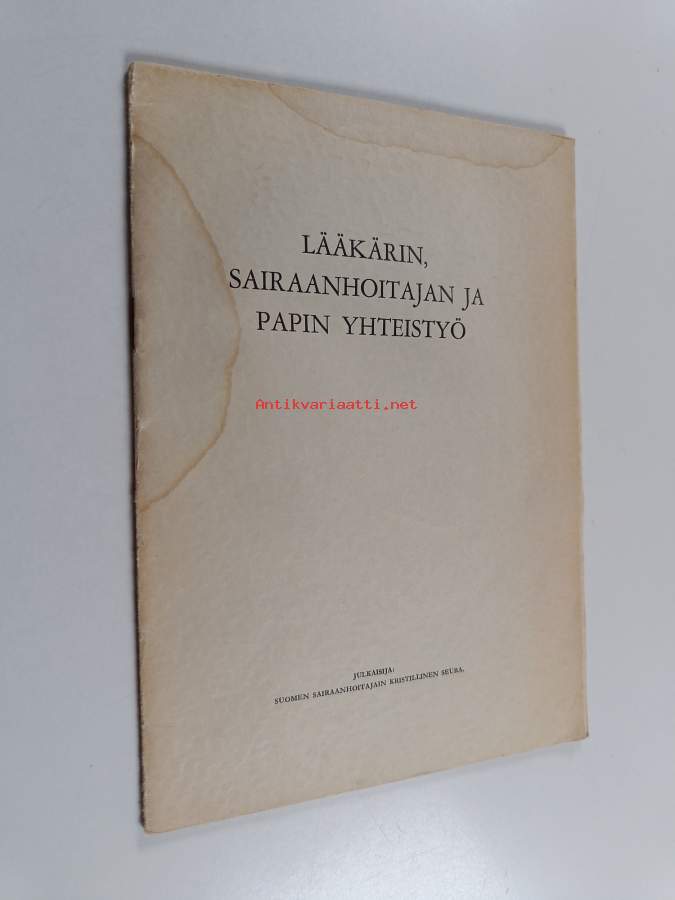 LÄÄKÄRIN,
SAIRAANHOITAJAN JA
PAPIN YHTEISTYÖ
Antikvariaatti.net
JULKAISIJA:
SUOMEN SAIRAANHOITAJAIN KRISTILLINEN SEURA.